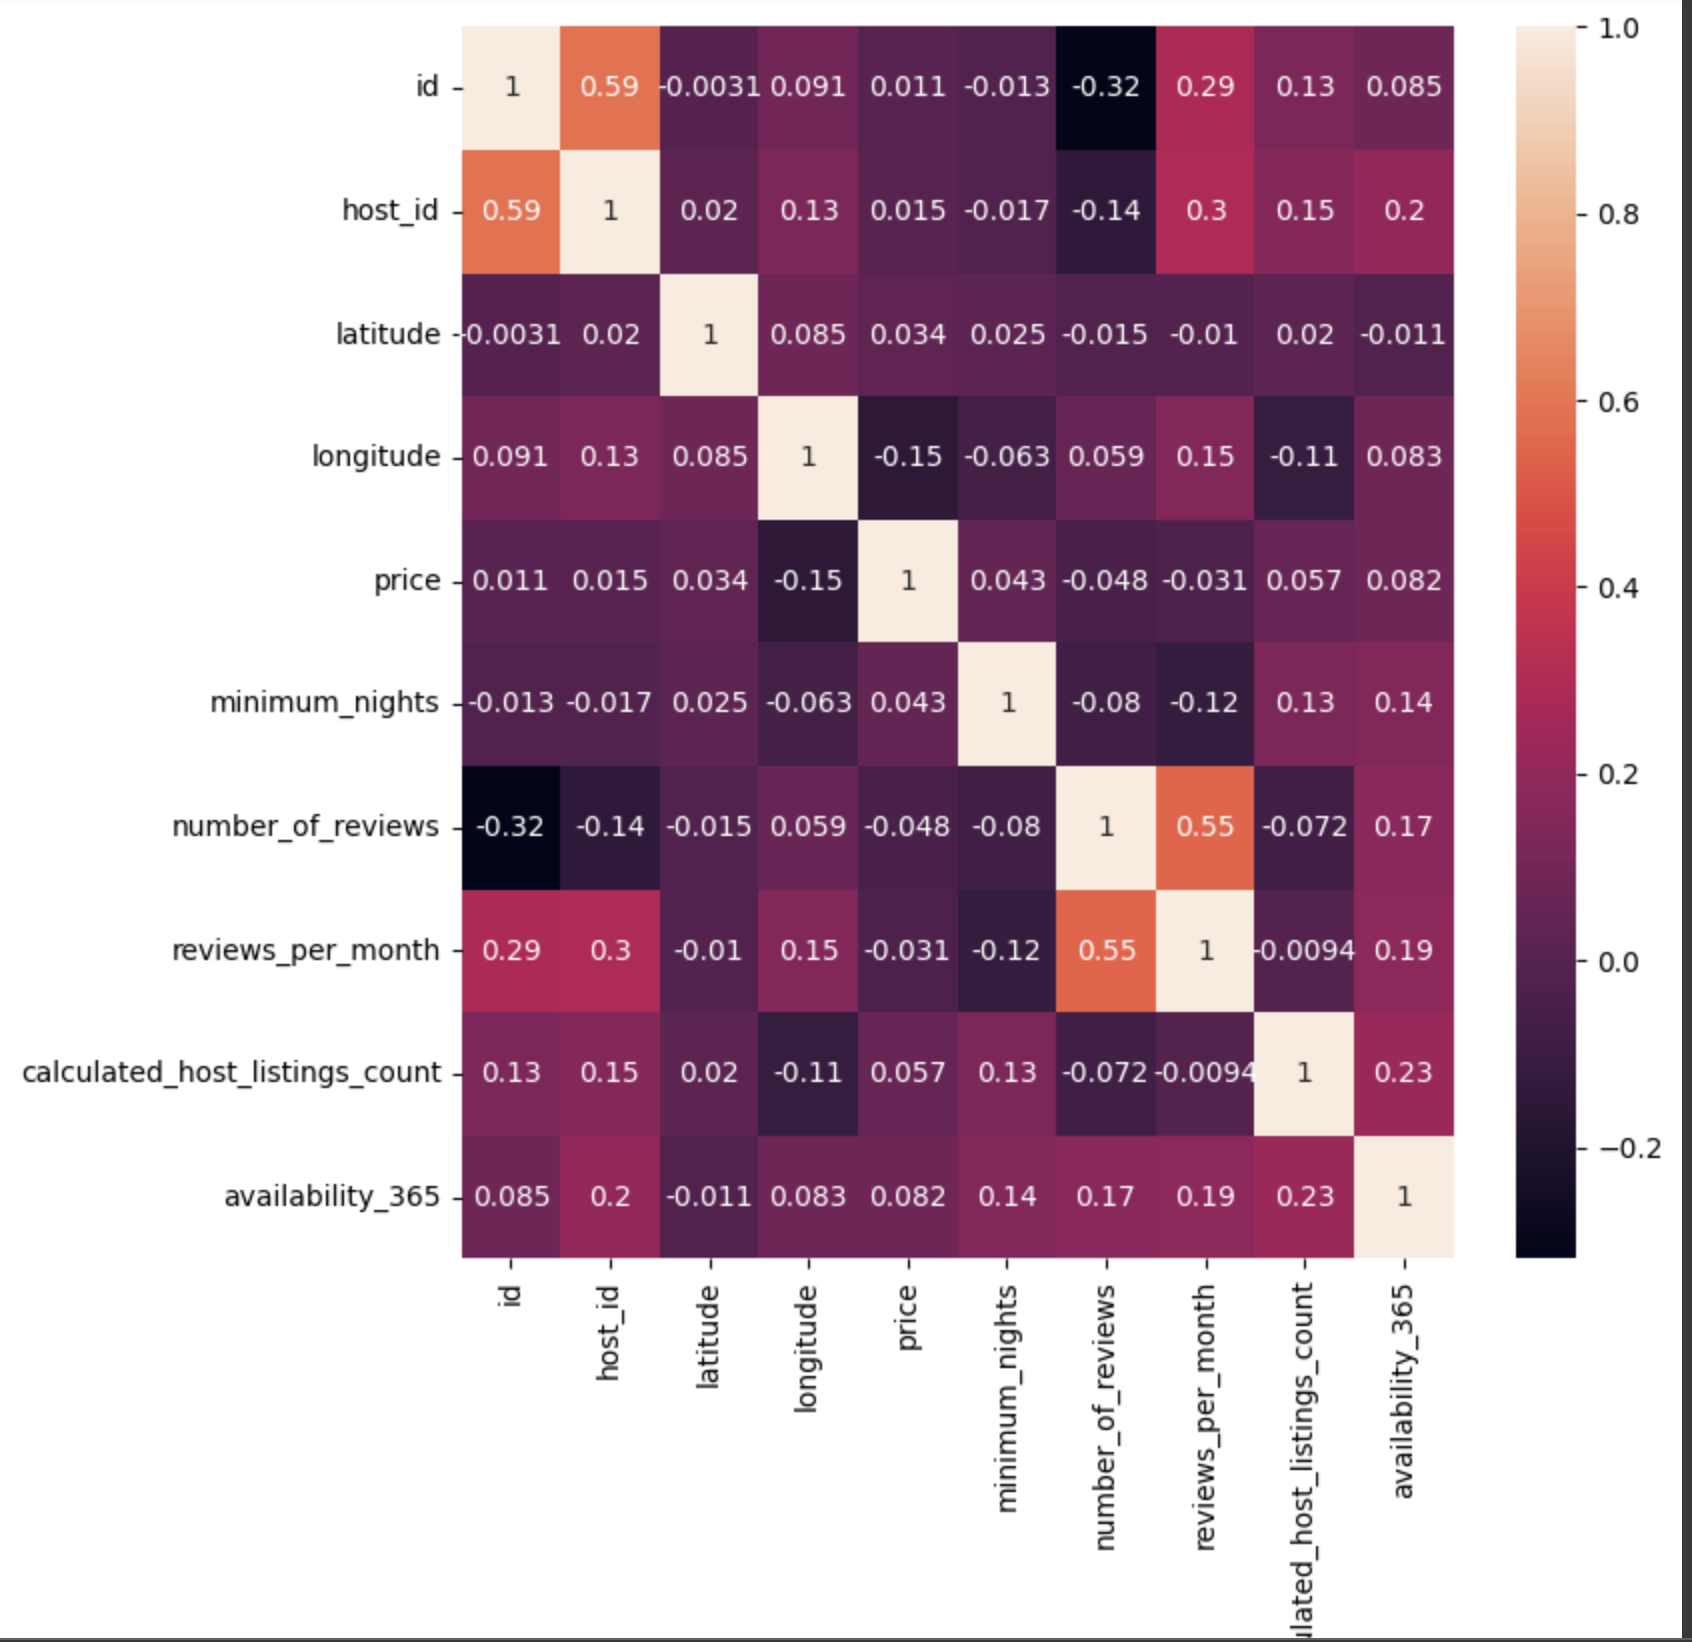 id 1 0.59 -0.0031 0.091 0.011 -0.013 -0.32 0.29 0.13 0.085
host_id 0.59 1 0.02 0.13 0.015 -0.017 -0.14 0.3 0.15 0.2
latitude -0.0031 0.02 1 0.085 0.034 0.025 -0.015 -0.01 0.02 -0.011
longitude 0.091 0.13 0.085 1 -0.15 -0.063 0.059 0.15 -0.11 0.083
price 0.011 0.015 0.034 -0.15 1 0.043 -0.048 -0.031 0.057 0.082
minimum_nights -0.013 -0.017 0.025 -0.063 0.043 1 -0.08 -0.12 0.13 0.14
number_of_reviews -0.32 -0.14 -0.015 0.059 -0.048 -0.08 1 0.55 -0.072 0.17
reviews_per_month 0.29 0.3 -0.01 0.15 -0.031 -0.12 0.55 1 -0.0094 0.19
calculated_host_listings_count 0.13 0.15 0.02 -0.11 0.057 0.13 -0.072 -0.0094 1 0.23
availability_365 0.085 0.2 -0.011 0.083 0.082 0.14 0.17 0.19 0.23 1
id
host_id
latitude
longitude
price
minimum_nights
number_of_reviews
reviews_per_month
ulated_host_listings_count
availability_365
1.0
0.8
0.6
0.4
0.2
0.0
−0.2